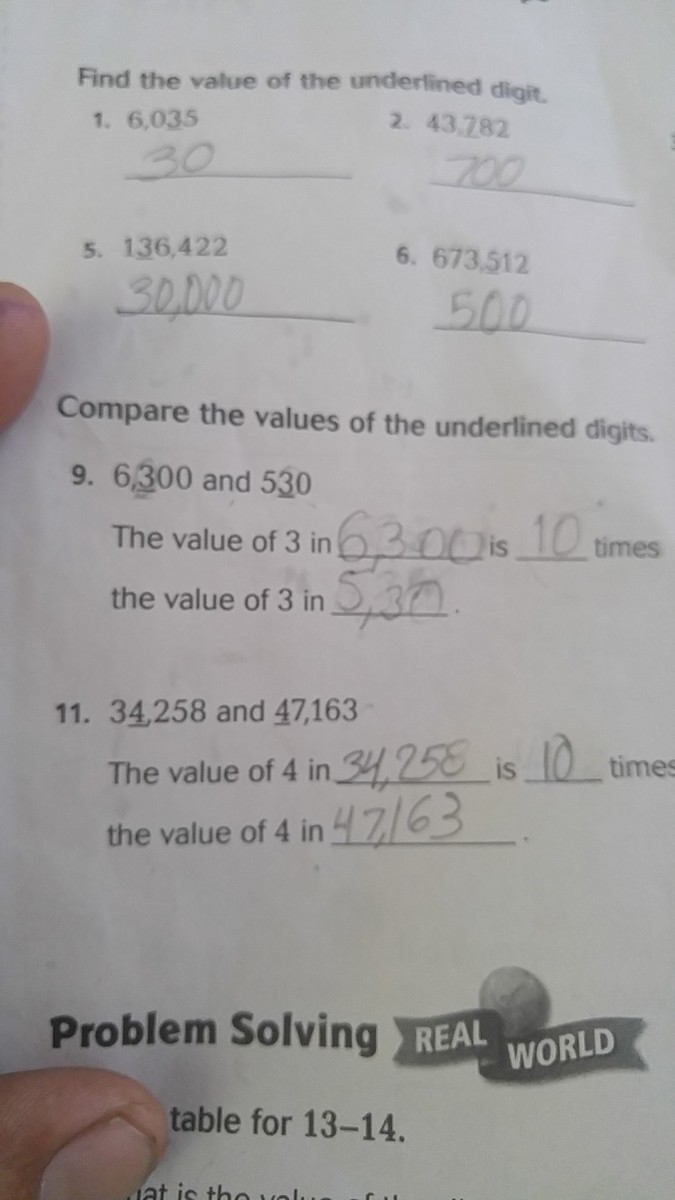 Find the value of the underlined digit.
1. 6,035 2. 43,782
30 700
5. 136,422 6. 673,512
30,000 500
Compare the values of the underlined digits.
9. 6,300 and 530
The value of 3 in 6,300 is 10 times
the value of 3 in 5,30.
11. 34,258 and 47,163
The value of 4 in 34,258 is 10 times
the value of 4 in 47,163.
Problem Solving REAL WORLD
table for 13–14.
is the